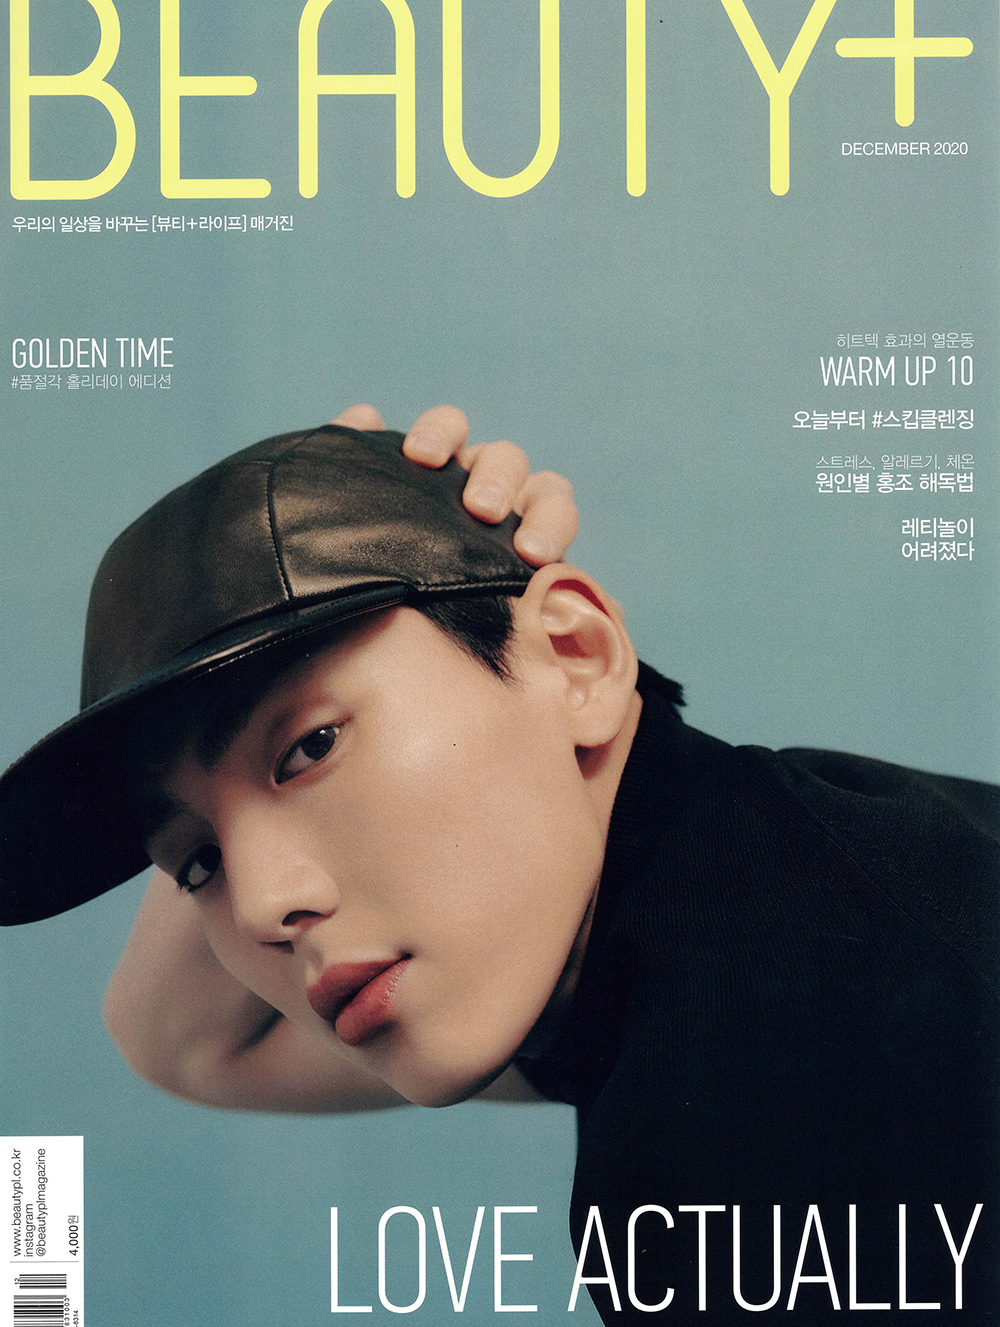 BEAUTY+
DECEMBER 2020
우리의 일상을 바꾸는 [뷰티+라이프] 매거진
GOLDEN TIME
#품절각 홀리데이 에디션
히트텍 효과의 열운동
WARM UP 10
오늘부터 #스킵클렌징
스트레스, 알레르기, 체온
원인별 홍조 해독법
레티놀이
어려졌다
www.beautypl.co.kr
instagram
@beautyplmagazine
4,000원
12
LOVE ACTUALLY